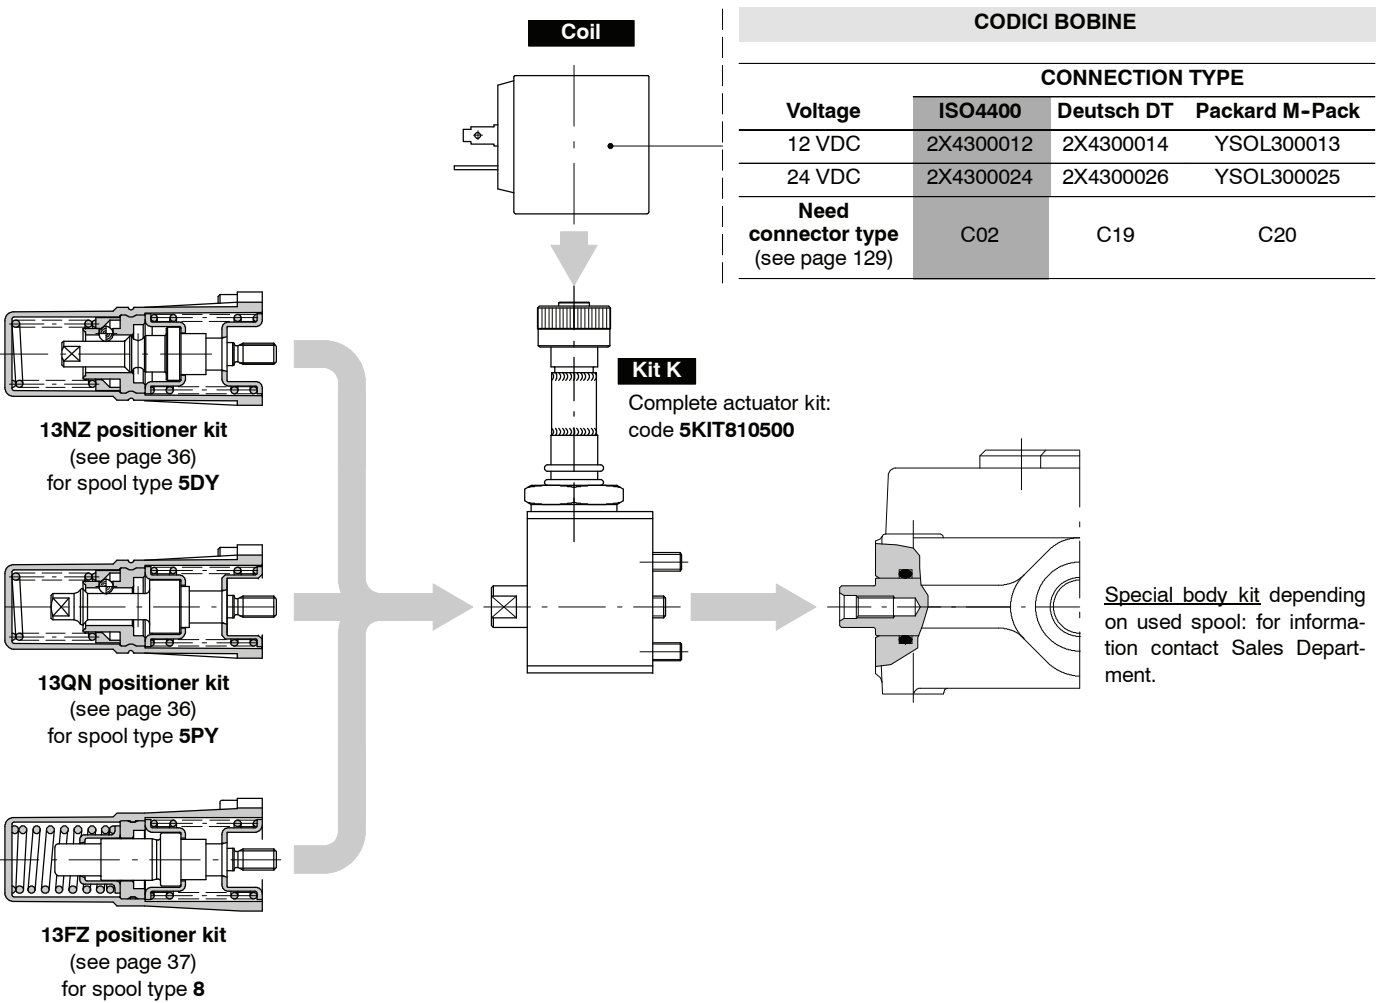 Coil
CODICI BOBINE
CONNECTION TYPE
Voltage ISO4400 Deutsch DT Packard M-Pack
12 VDC 2X4300012 2X4300014 YSOL300013
24 VDC 2X4300024 2X4300026 YSOL300025
Need
connector type
(see page 129) C02 C19 C20
Kit K
Complete actuator kit:
code 5KIT810500
13NZ positioner kit
(see page 36)
for spool type 5DY
13QN positioner kit
(see page 36)
for spool type 5PY
Special body kit depending
on used spool: for informa-
tion contact Sales Depart-
ment.
13FZ positioner kit
(see page 37)
for spool type 8